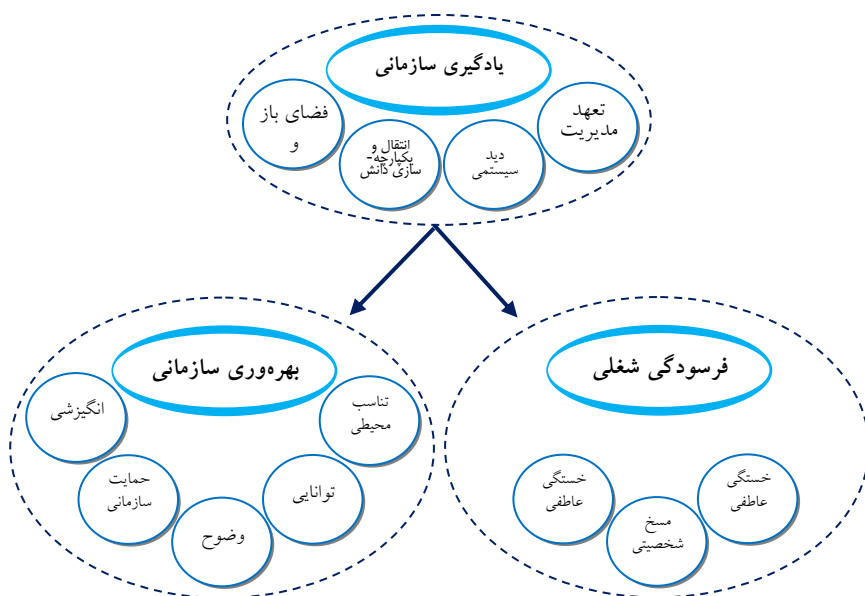 یادگیری سازمانی
تعهد
مدیریت
دید
سیستمی
انتقال و
یکپارچه-
سازی دانش
فضای باز
و
فرسودگی شغلی
خستگی
عاطفی
مسخ
شخصیتی
خستگی
عاطفی
بهره‌وری سازمانی
تناسب
محیطی
توانایی
وضوح
حمایت
سازمانی
انگیزشی